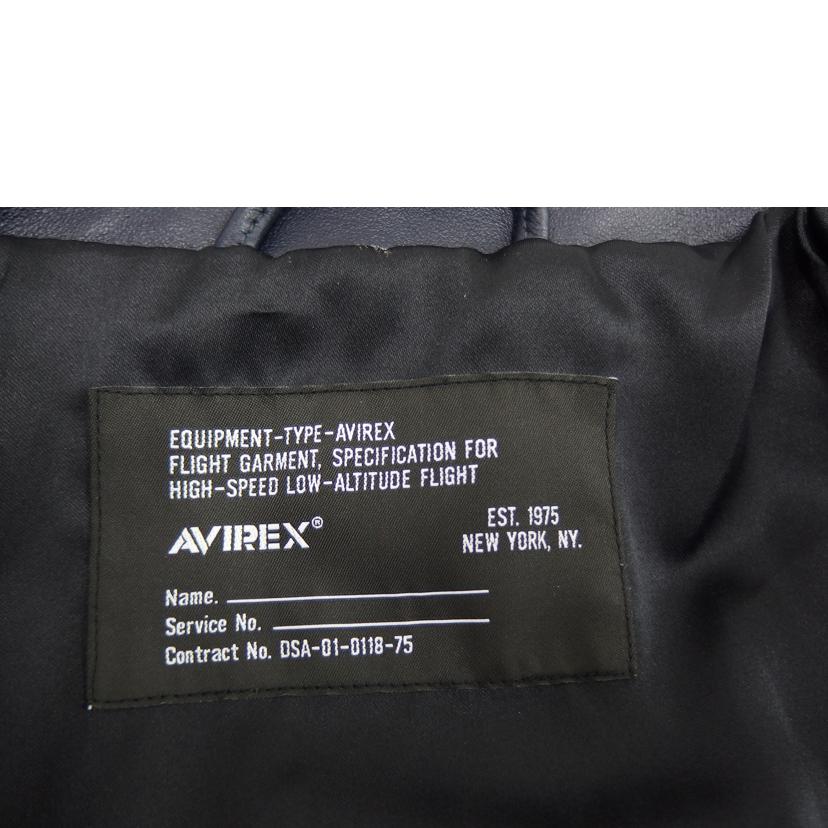 EQUIPMENT-TYPE-AVIREX
FLIGHT GARMENT, SPECIFICATION FOR
HIGH-SPEED LOW-ALTITUDE FLIGHT
AVIREX®
EST. 1975
NEW YORK, NY.
Name.
Service No.
Contract No. DSA-01-0118-75